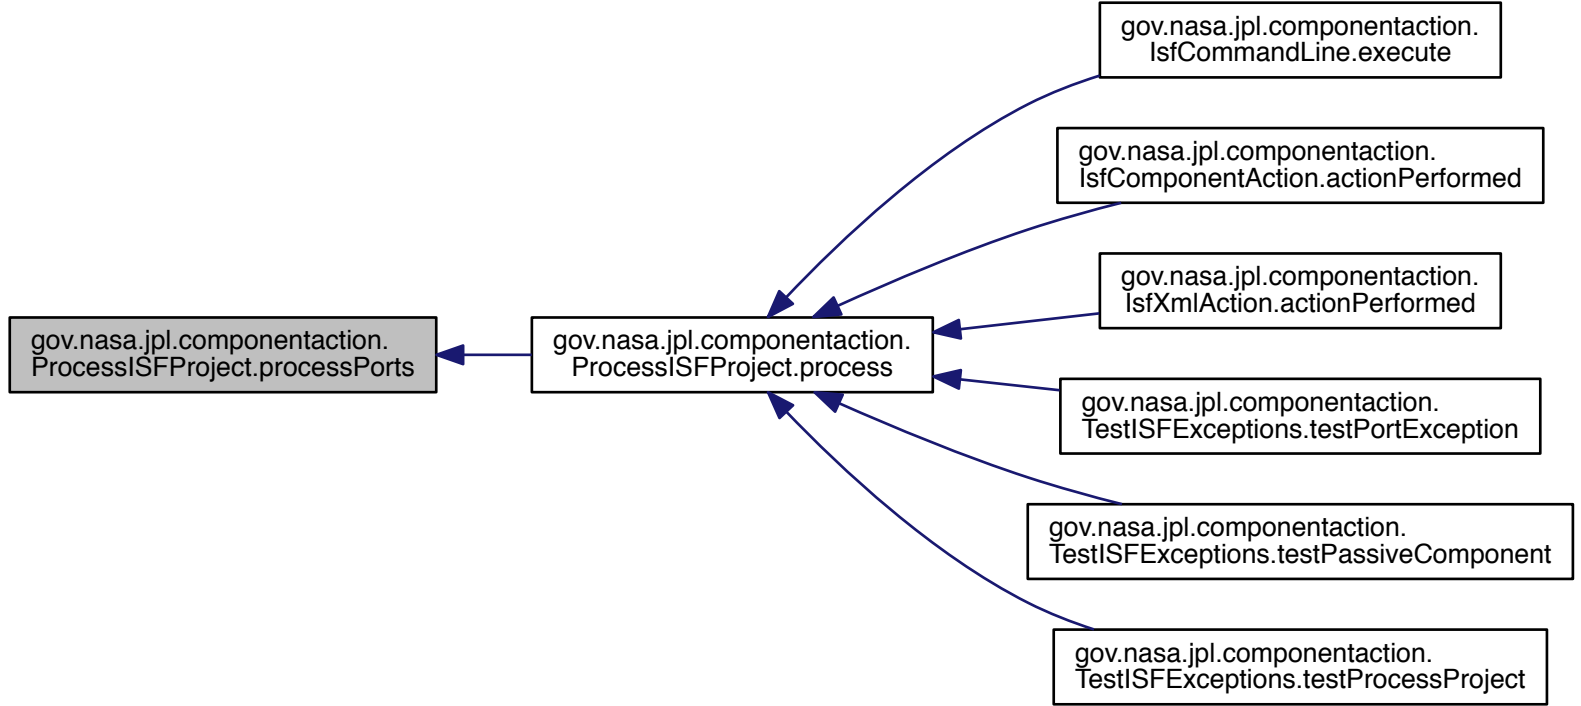 gov.nasa.jpl.componentaction.
IsfCommandLine.execute
gov.nasa.jpl.componentaction.
IsfComponentAction.actionPerformed
gov.nasa.jpl.componentaction.
IsfXmlAction.actionPerformed
gov.nasa.jpl.componentaction.
ProcessISFProject.processPorts
gov.nasa.jpl.componentaction.
ProcessISFProject.process
gov.nasa.jpl.componentaction.
TestISFExceptions.testPortException
gov.nasa.jpl.componentaction.
TestISFExceptions.testPassiveComponent
gov.nasa.jpl.componentaction.
TestISFExceptions.testProcessProject